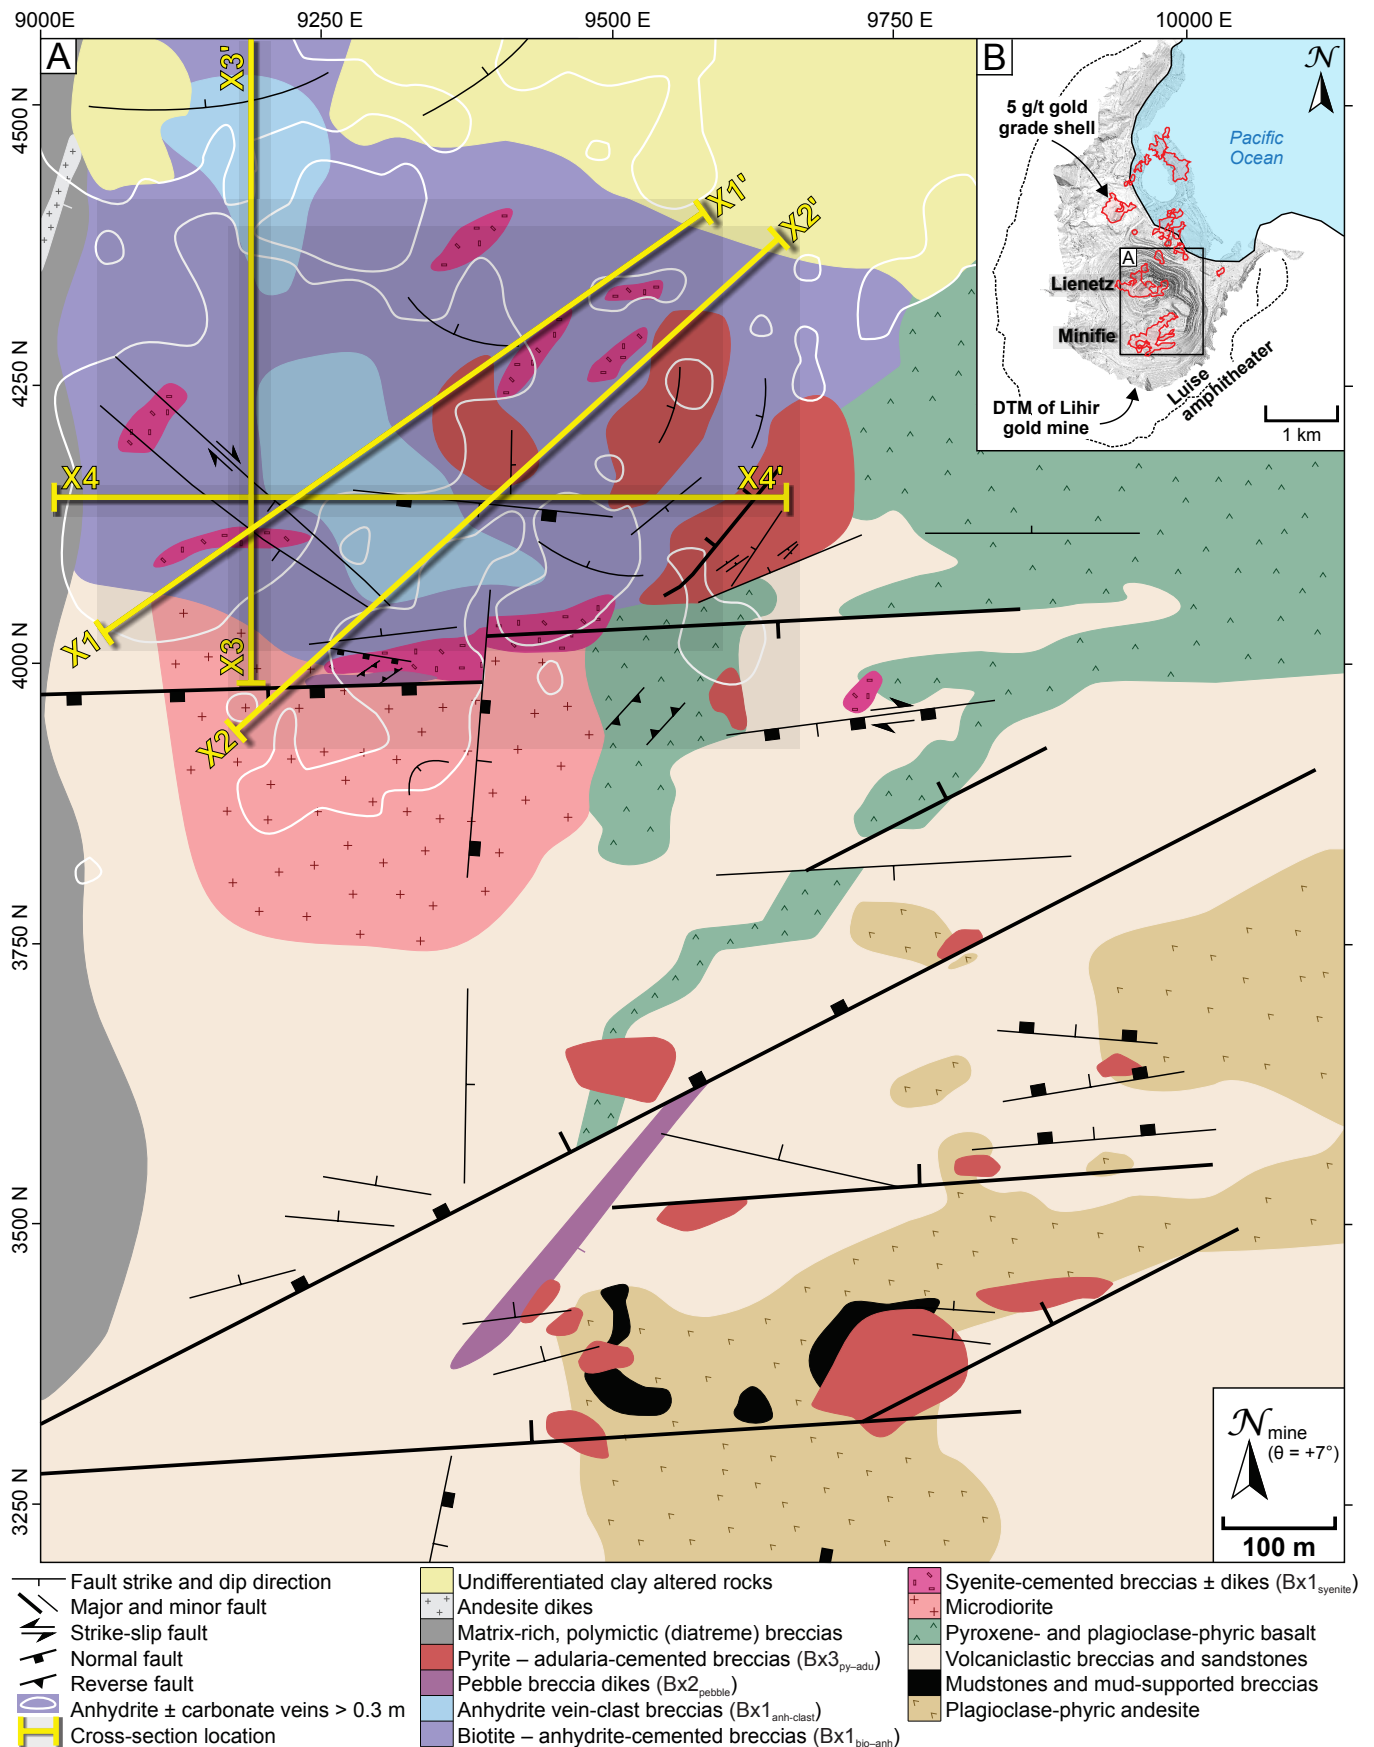 9000 E
9250 E
9500 E
9750 E
10000 E
4500 N
4250 N
4000 N
3750 N
3500 N
3250 N
A
X3'
X1'
X2'
X4
X4'
X1
X3
X2
B
N
5 g/t gold
grade shell
Pacific
Ocean
A
Lienetz
Minifie
Luise
amphitheater
DTM of Lihir
gold mine
1 km
N mine
(θ = +7°)
100 m
Fault strike and dip direction
Major and minor fault
Strike-slip fault
Normal fault
Reverse fault
Anhydrite ± carbonate veins > 0.3 m
Cross-section location
Undifferentiated clay altered rocks
Andesite dikes
Matrix-rich, polymictic (diatreme) breccias
Pyrite – adularia-cemented breccias (Bx3py–adu)
Pebble breccia dikes (Bx2pebble)
Anhydrite vein-clast breccias (Bx1anh-clast)
Biotite – anhydrite-cemented breccias (Bx1bio–anh)
Syenite-cemented breccias ± dikes (Bx1syenite)
Microdiorite
Pyroxene- and plagioclase-phyric basalt
Volcaniclastic breccias and sandstones
Mudstones and mud-supported breccias
Plagioclase-phyric andesite